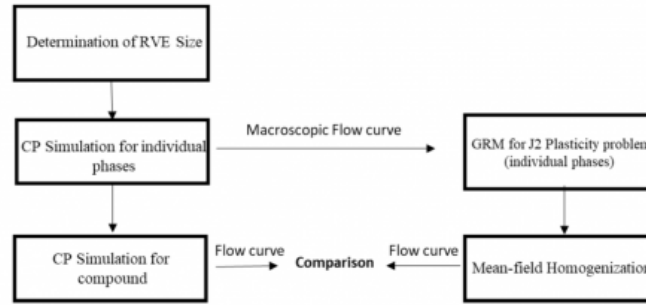 Determination of RVE Size
CP Simulation for individual
phases
Macroscopic Flow curve
GRM for J2 Plasticity problem
(individual phases)
CP Simulation for
compound
Flow curve
Comparison
Flow curve
Mean-field Homogenization